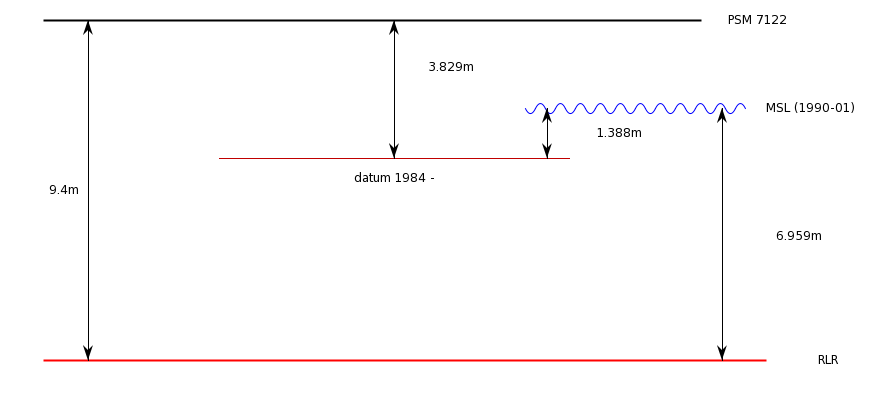 PSM 7122
3.829m
MSL (1990-01)
1.388m
datum 1984 -
9.4m
6.959m
RLR